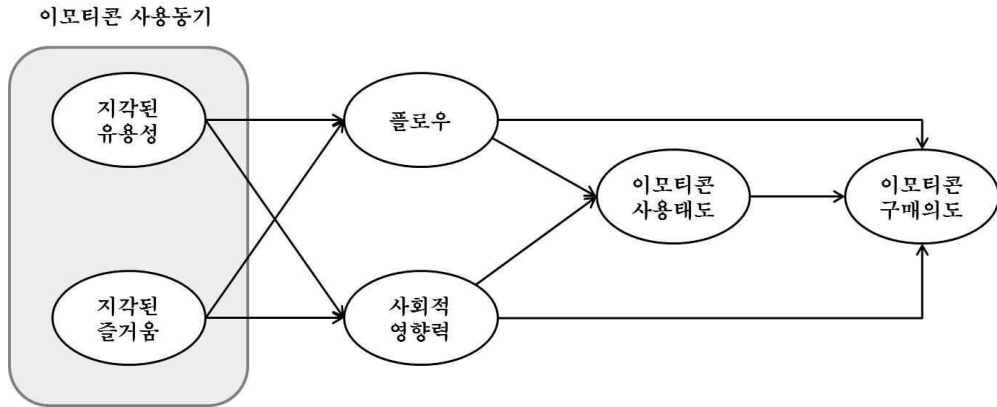 이모티콘 사용동기
지각된
유용성
플로우
이모티콘
사용태도
이모티콘
구매의도
지각된
즐거움
사회적
영향력